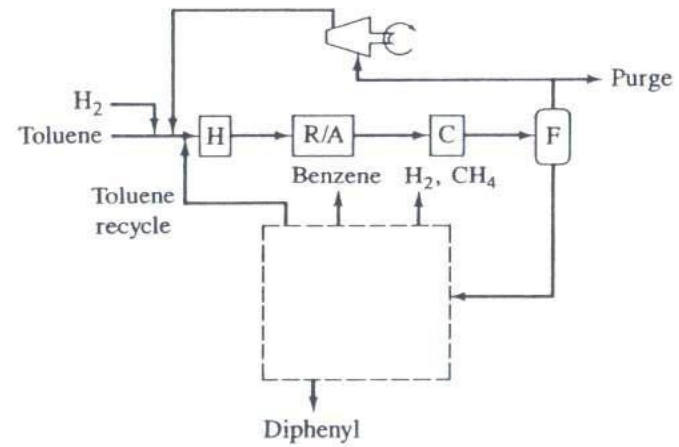 Purge
H₂
Toluene
H
R/A
C
F
Benzene
H₂, CH₄
Toluene
recycle
Diphenyl